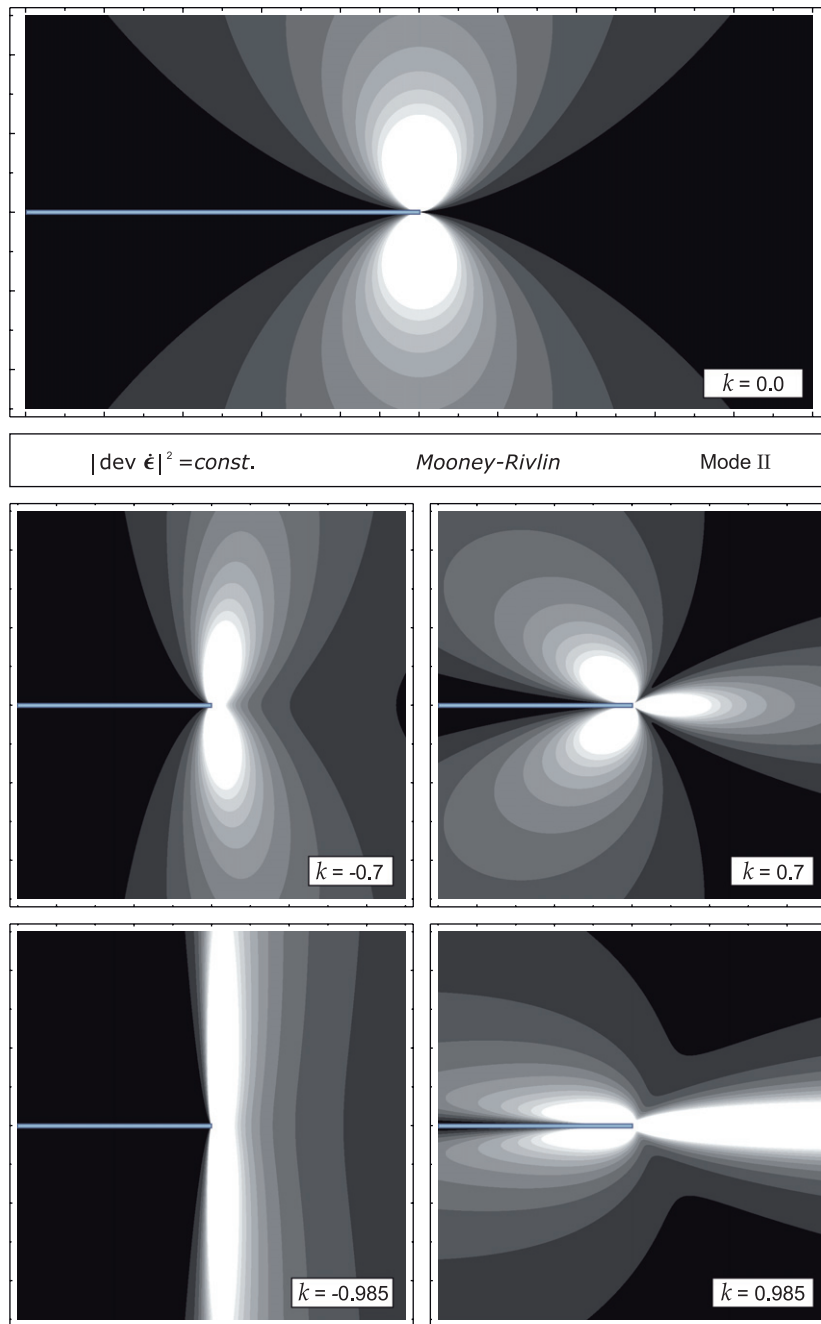 k = 0.0
|dev ϵ̇|² =const. Mooney-Rivlin Mode II
k = -0.7
k = 0.7
k = -0.985
k = 0.985